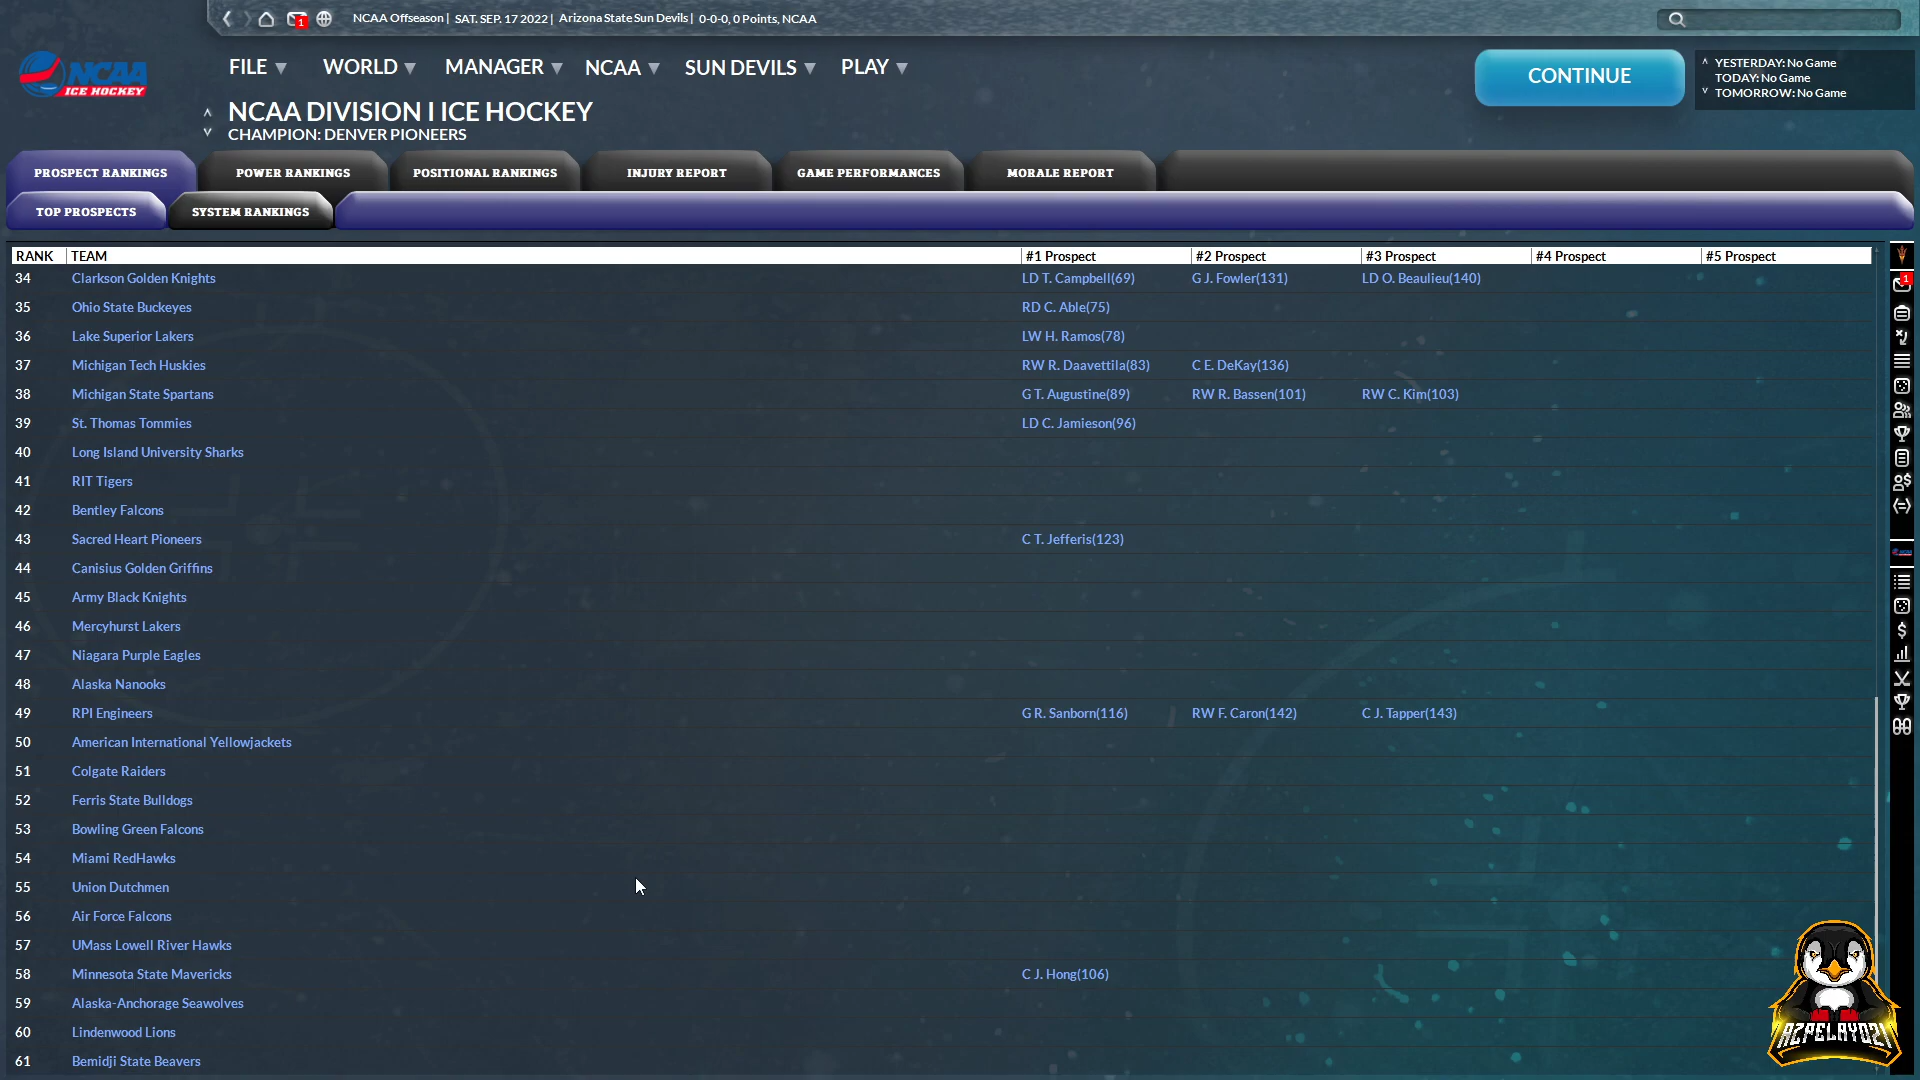 NCAA Offseason | SAT. SEP. 17 2022 | Arizona State Sun Devils | 0-0-0, 0 Points, NCAA
1
NCAA
ICE HOCKEY
FILE WORLD MANAGER NCAA SUN DEVILS PLAY
CONTINUE
YESTERDAY: No Game
TODAY: No Game
TOMORROW: No Game
NCAA DIVISION I ICE HOCKEY
CHAMPION: DENVER PIONEERS
PROSPECT RANKINGS POWER RANKINGS POSITIONAL RANKINGS INJURY REPORT GAME PERFORMANCES MORALE REPORT
TOP PROSPECTS SYSTEM RANKINGS
RANK TEAM #1 Prospect #2 Prospect #3 Prospect #4 Prospect #5 Prospect
34 Clarkson Golden Knights LD T. Campbell(69) G J. Fowler(131) LD O. Beaulieu(140)
1
35 Ohio State Buckeyes RD C. Able(75)
36 Lake Superior Lakers LW H. Ramos(78)
37 Michigan Tech Huskies RW R. Daavettila(83) C E. DeKay(136)
38 Michigan State Spartans G T. Augustine(89) RW R. Bassen(101) RW C. Kim(103)
39 St. Thomas Tommies LD C. Jamieson(96)
40 Long Island University Sharks
41 RIT Tigers
42 Bentley Falcons
43 Sacred Heart Pioneers C T. Jefferis(123)
44 Canisius Golden Griffins
45 Army Black Knights
46 Mercyhurst Lakers
47 Niagara Purple Eagles
48 Alaska Nanooks
49 RPI Engineers G R. Sanborn(116) RW F. Caron(142) C J. Tapper(143)
50 American International Yellowjackets
51 Colgate Raiders
52 Ferris State Bulldogs
53 Bowling Green Falcons
54 Miami RedHawks
55 Union Dutchmen
56 Air Force Falcons
57 UMass Lowell River Hawks
58 Minnesota State Mavericks C J. Hong(106)
59 Alaska-Anchorage Seawolves
60 Lindenwood Lions
61 Bemidji State Beavers
AZPELAYO21